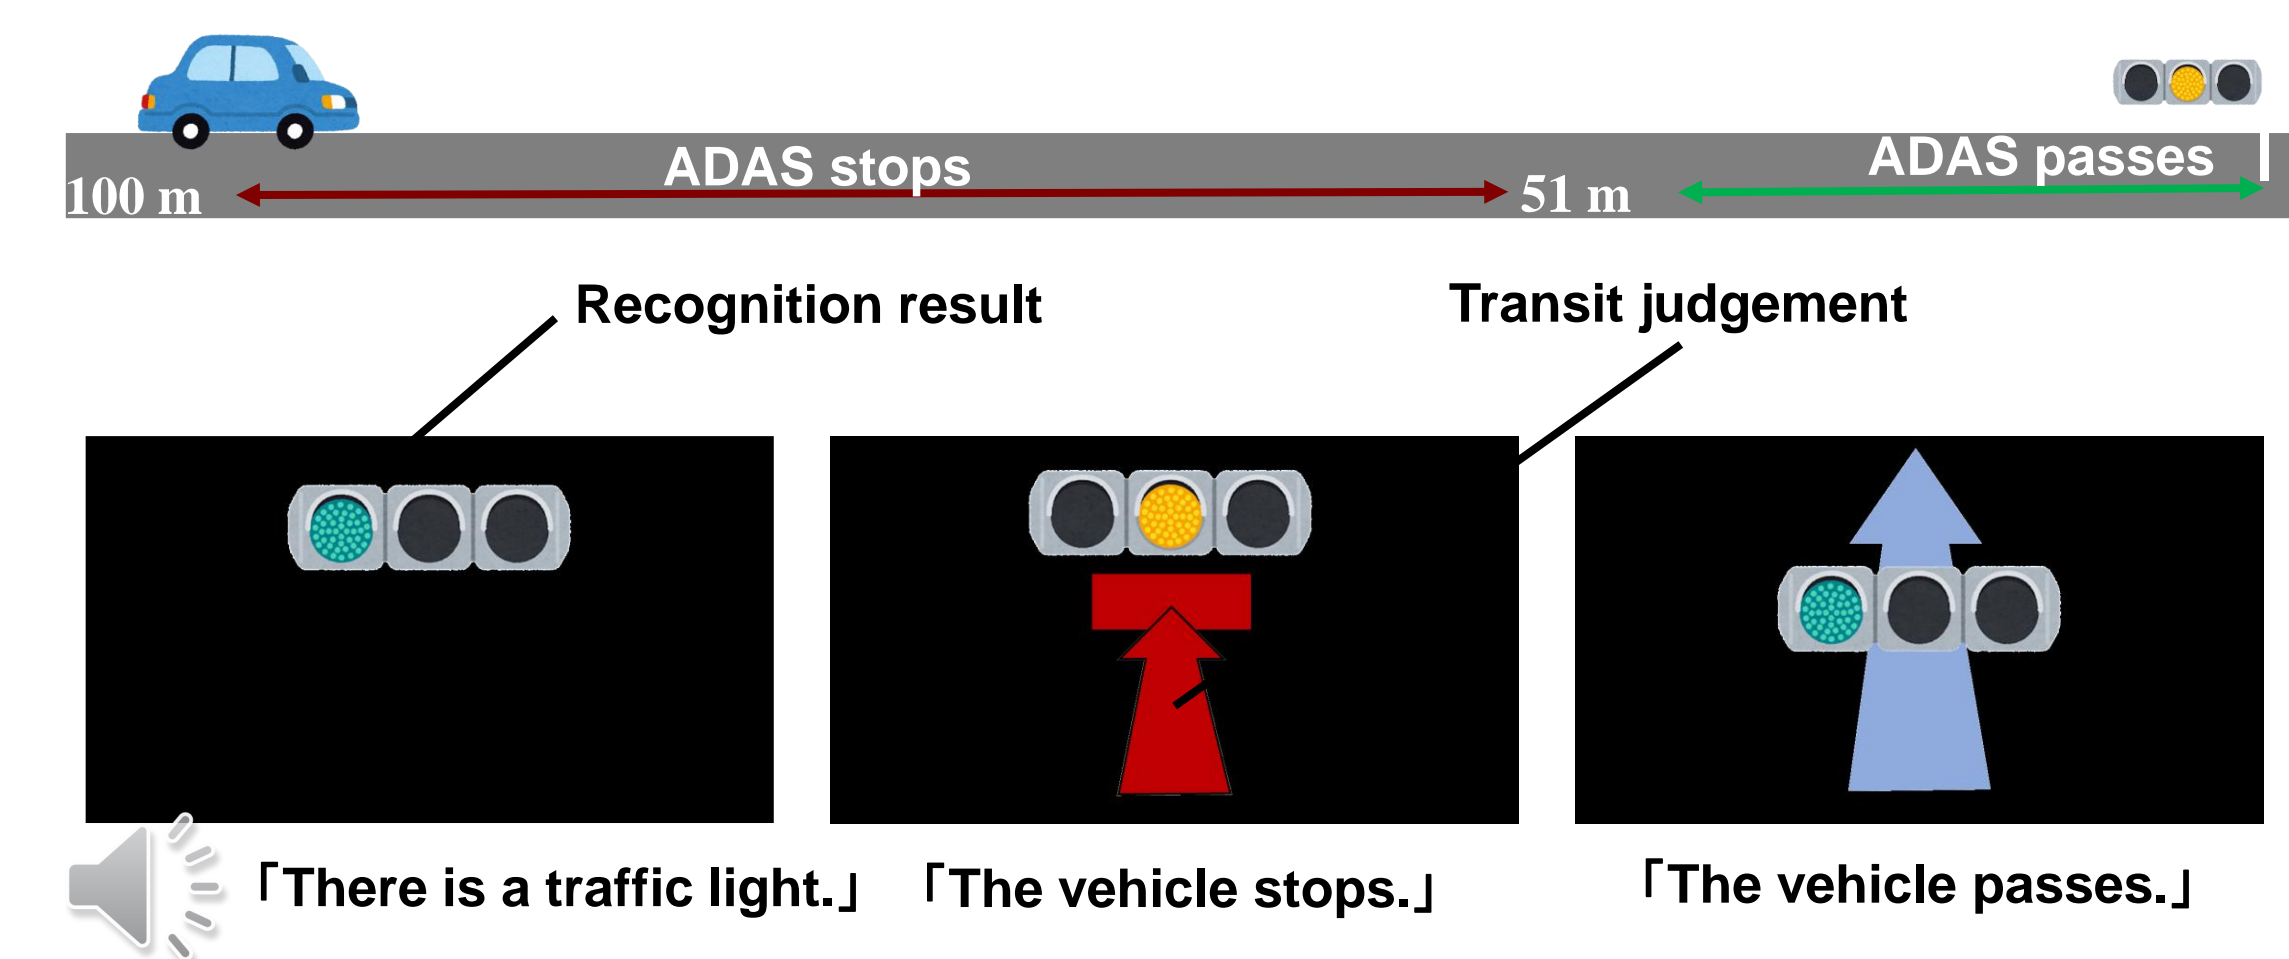 ADAS stops
ADAS passes
100 m
51 m
Recognition result
Transit judgement
「There is a traffic light.」
「The vehicle stops.」
「The vehicle passes.」